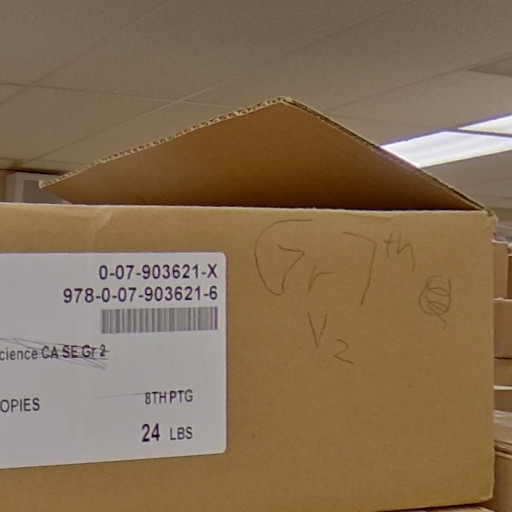 0-07-903621-X
978-0-07-903621-6
cience CA SE Gr 2
OPIES 8TH PTG
24 LBS
Gr 7th
V2